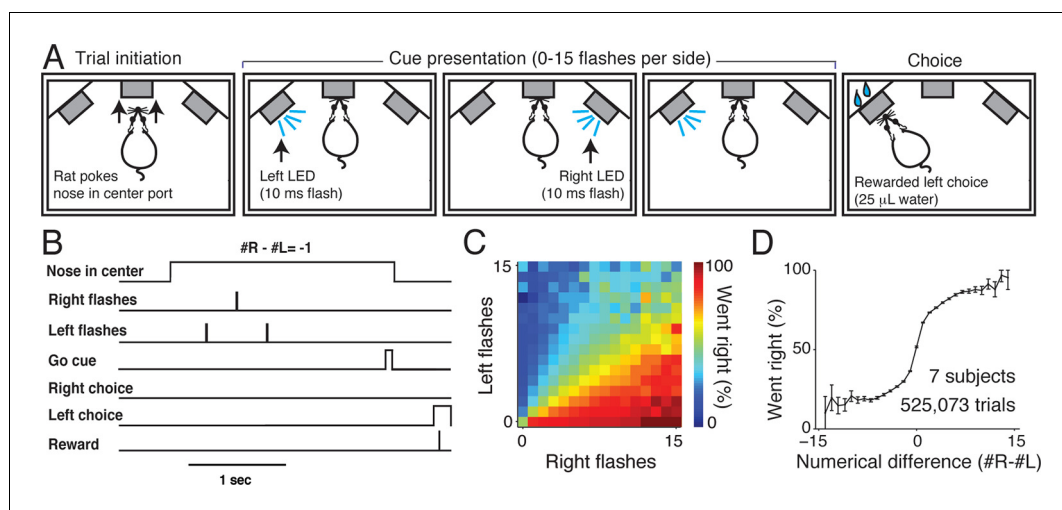 A
Trial initiation
Cue presentation (0-15 flashes per side)
Choice
Rat pokes
nose in center port
Left LED
(10 ms flash)
Right LED
(10 ms flash)
Rewarded left choice
(25 μL water)
B
#R - #L= -1
Nose in center
Right flashes
Left flashes
Go cue
Right choice
Left choice
Reward
1 sec
C
15
Left flashes
0
0
15
Right flashes
100
Went right (%)
0
D
100
Went right (%)
50
0
7 subjects
525,073 trials
−15
0
15
Numerical difference (#R-#L)